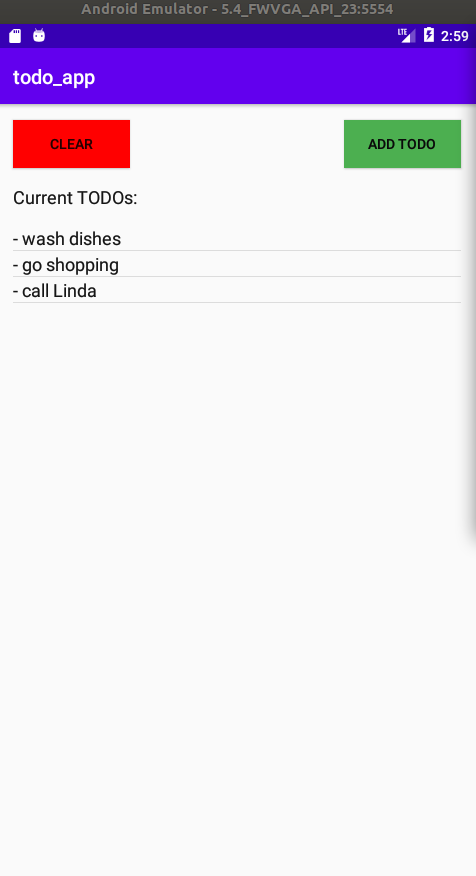 Android Emulator - 5.4_FWVGA_API_23:5554
LTE 2:59
todo_app
CLEAR ADD TODO
Current TODOs:
- wash dishes
- go shopping
- call Linda